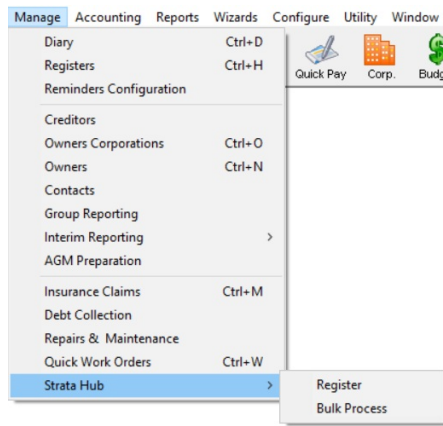 Manage Accounting Reports Wizards Configure Utility Window
Diary Ctrl+D
Registers Ctrl+H
Reminders Configuration
Creditors
Owners Corporations Ctrl+O
Owners Ctrl+N
Contacts
Group Reporting
Interim Reporting >
AGM Preparation
Insurance Claims Ctrl+M
Debt Collection
Repairs & Maintenance
Quick Work Orders Ctrl+W
Strata Hub >
Quick Pay Corp. Budg
Register
Bulk Process